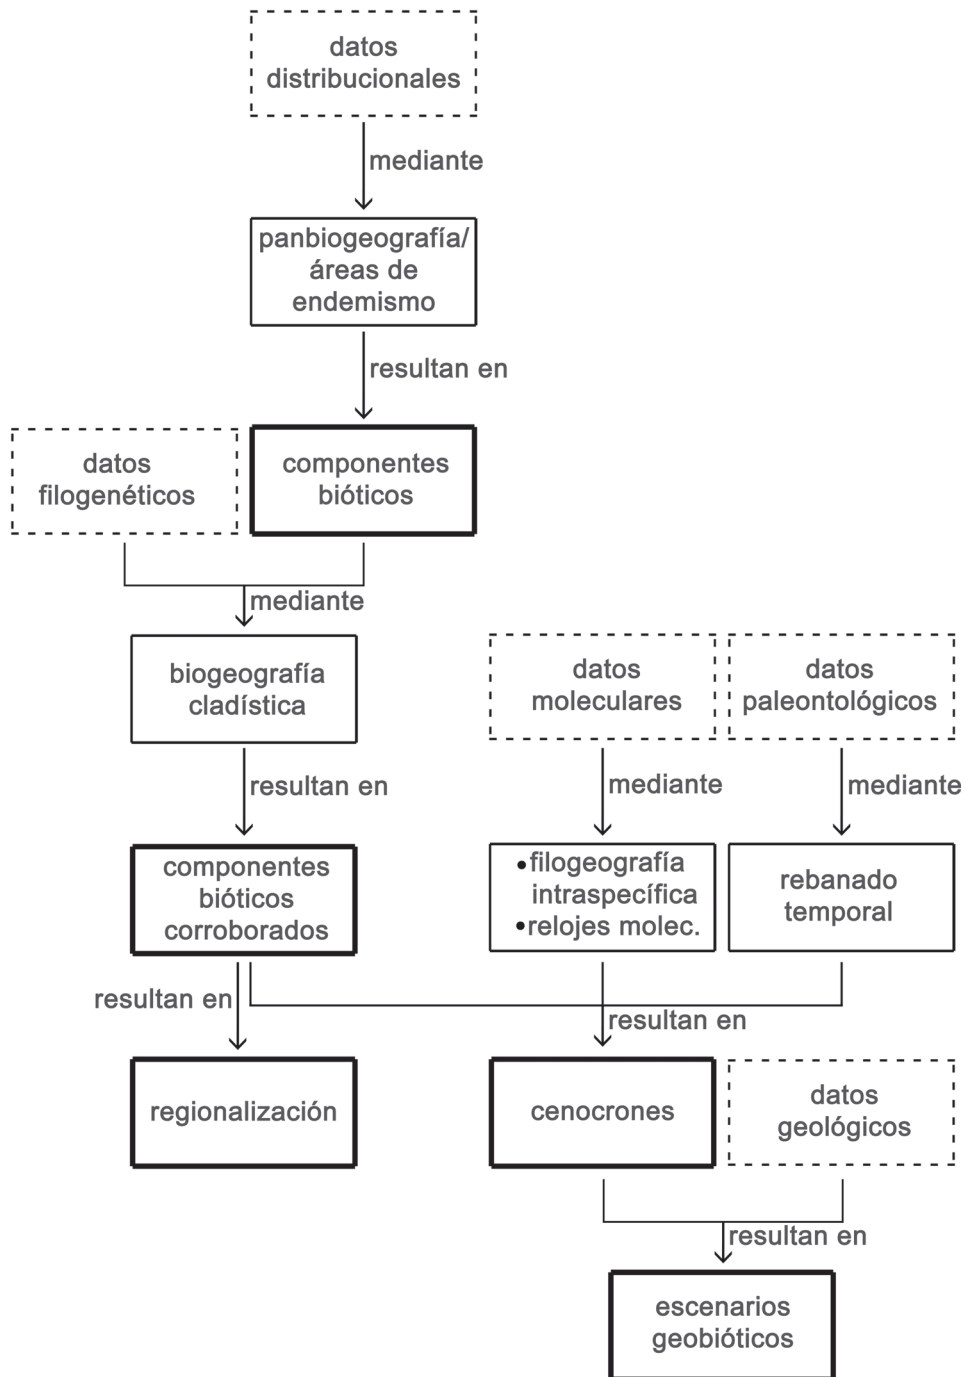 datos
distribucionales
mediante
panbiogeografía/
áreas de
endemismo
resultan en
datos
filogenéticos
componentes
bióticos
mediante
biogeografía
cladística
datos
moleculares
datos
paleontológicos
resultan en
mediante
mediante
componentes
bióticos
corroborados
•filogeografía
intraspecífica
•relojes molec.
rebanado
temporal
resultan en
resultan en
regionalización
cenocrones
datos
geológicos
resultan en
escenarios
geobióticos